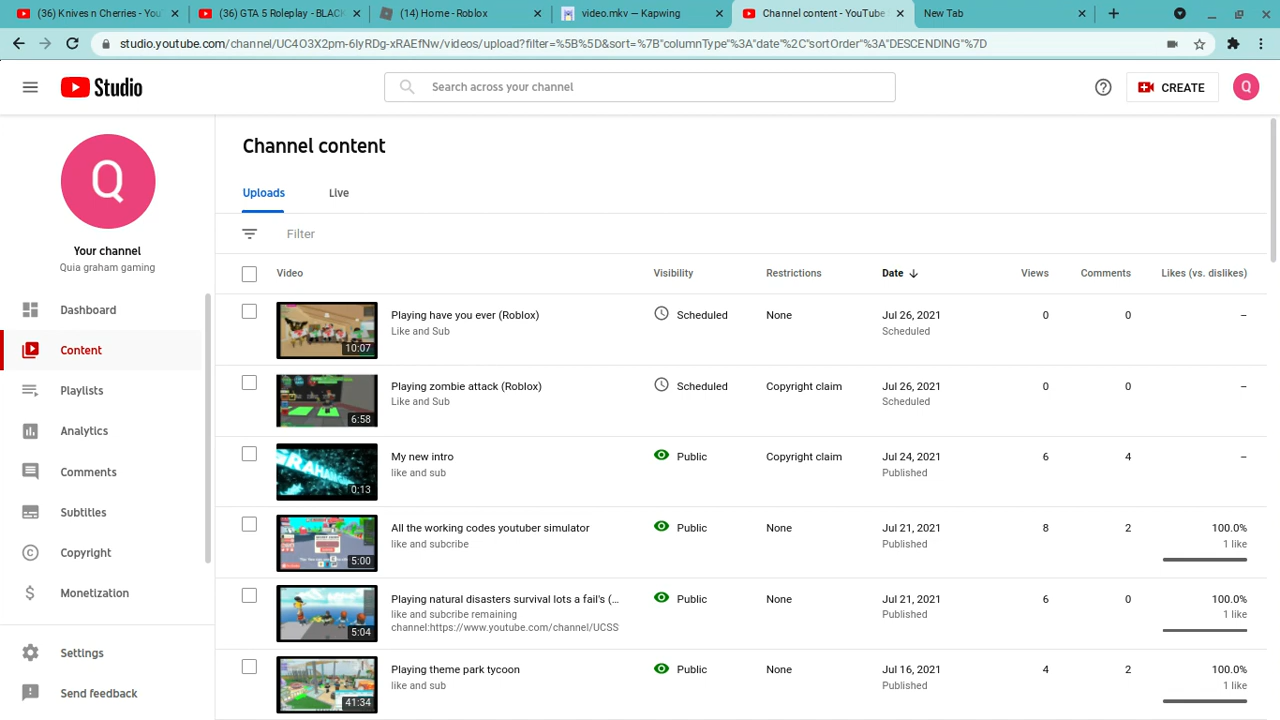 (36) Knives n Cherries - You
(36) GTA 5 Roleplay - BLACK
(14) Home - Roblox
video.mkv — Kapwing
Channel content - YouTube
New Tab
studio.youtube.com/channel/UC4O3X2pm-6lyRDg-xRAEfNw/videos/upload?filter=%5B%5D&sort=%7B"columnType"%3A"date"%2C"sortOrder"%3A"DESCENDING"%7D
Studio
Search across your channel
CREATE
Q
Q
Your channel
Quia graham gaming
Dashboard
Content
Playlists
Analytics
Comments
Subtitles
Copyright
Monetization
Settings
Send feedback
Channel content
Uploads Live
Filter
Video Visibility Restrictions Date Views Comments Likes (vs. dislikes)
10:07 Playing have you ever (Roblox) Scheduled None Jul 26, 2021 0 0 –
Like and Sub Scheduled
6:58 Playing zombie attack (Roblox) Scheduled Copyright claim Jul 26, 2021 0 0 –
Like and Sub Scheduled
GRAHAM
0:13 My new intro Public Copyright claim Jul 24, 2021 6 4 –
like and sub Published
5:00 All the working codes youtuber simulator Public None Jul 21, 2021 8 2 100.0%
like and subcribe Published 1 like
5:04 Playing natural disasters survival lots a fail's (... Public None Jul 21, 2021 6 0 100.0%
like and subcribe remaining Published 1 like
channel:https://www.youtube.com/channel/UCSS
41:34 Playing theme park tycoon Public None Jul 16, 2021 4 2 100.0%
like and sub Published 1 like